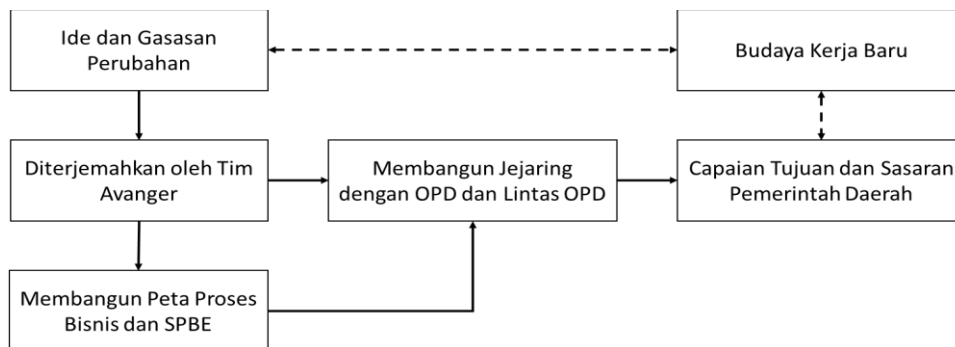 Ide dan Gasasan
Perubahan
Budaya Kerja Baru
Diterjemahkan oleh Tim
Avanger
Membangun Jejaring
dengan OPD dan Lintas OPD
Capaian Tujuan dan Sasaran
Pemerintah Daerah
Membangun Peta Proses
Bisnis dan SPBE